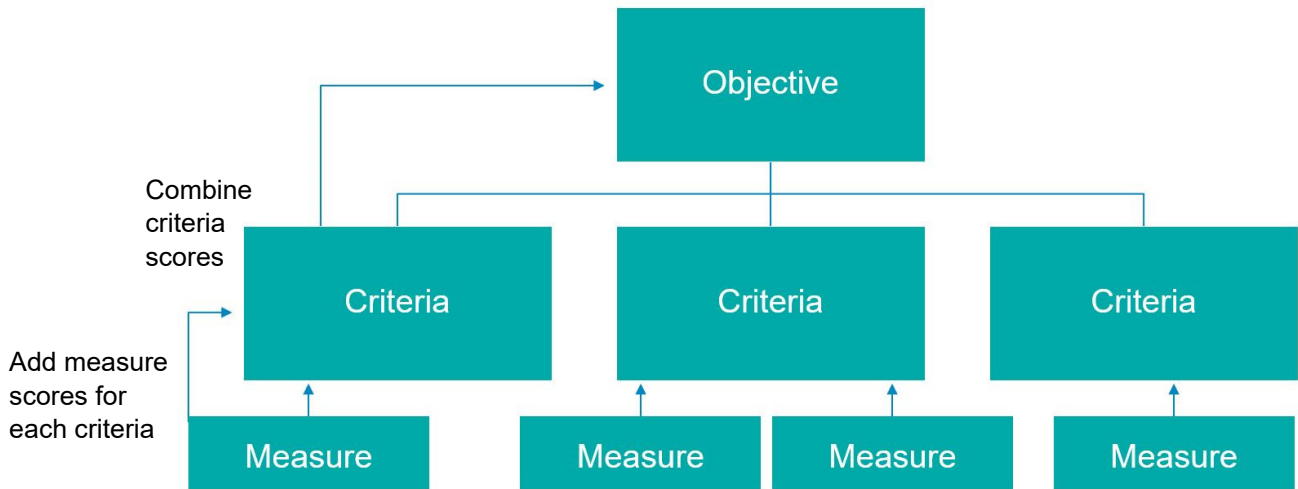 Objective
Combine
criteria
scores
Criteria
Criteria
Criteria
Add measure
scores for
each criteria
Measure
Measure
Measure
Measure